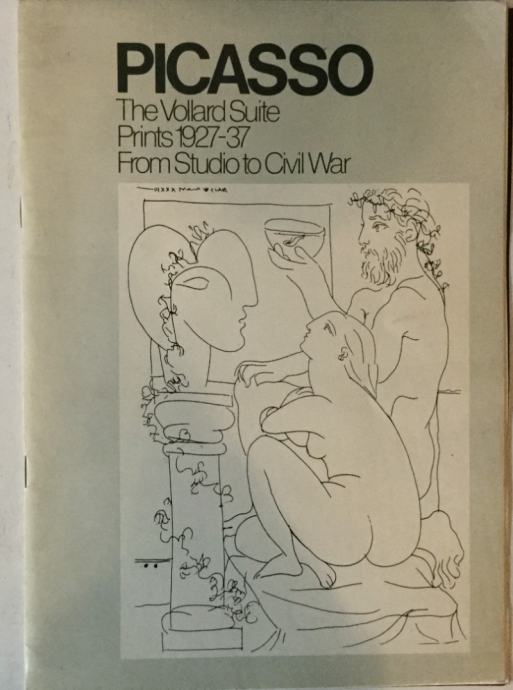 PICASSO
The Vollard Suite
Prints 1927-37
From Studio to Civil War